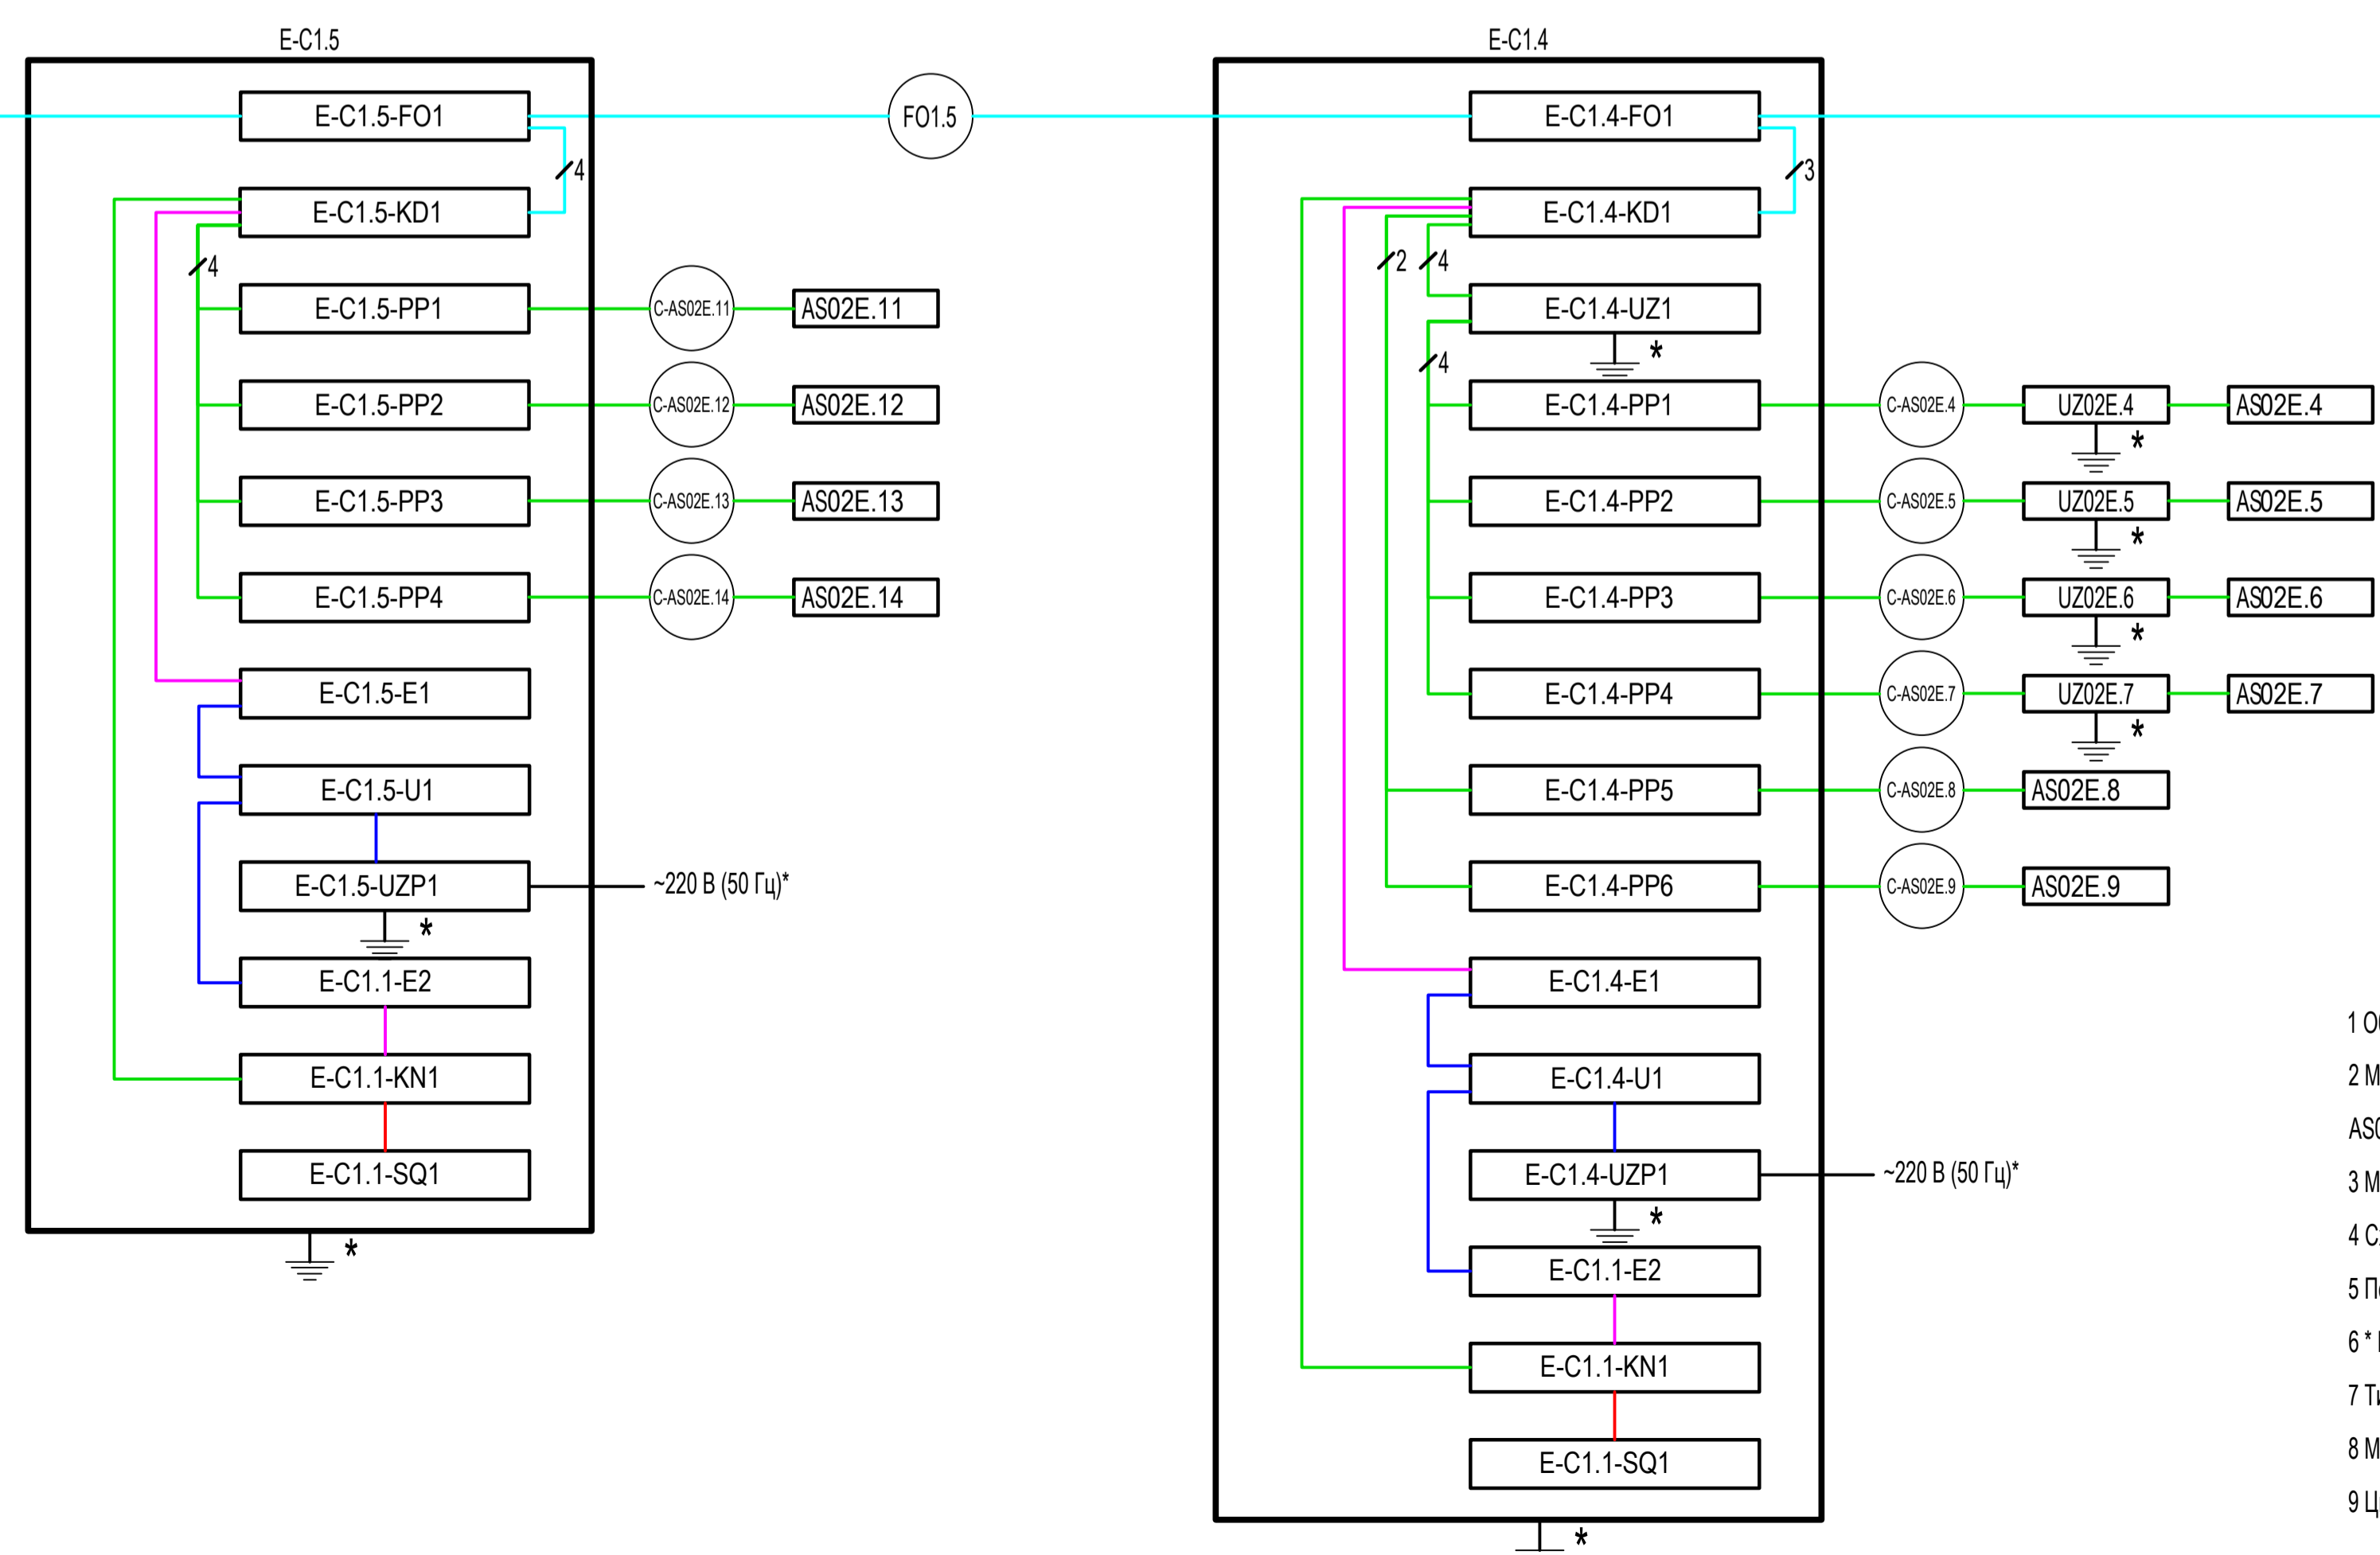 E-C1.5
E-C1.5-FO1
4
E-C1.5-KD1
4
E-C1.5-PP1
C-AS02E.11
AS02E.11
E-C1.5-PP2
C-AS02E.12
AS02E.12
E-C1.5-PP3
C-AS02E.13
AS02E.13
E-C1.5-PP4
C-AS02E.14
AS02E.14
E-C1.5-E1
E-C1.5-U1
E-C1.5-UZP1
~220 В (50 Гц)*
*
E-C1.1-E2
E-C1.1-KN1
E-C1.1-SQ1
*
FO1.5
E-C1.4
E-C1.4-FO1
3
E-C1.4-KD1
2
4
E-C1.4-UZ1
*
4
E-C1.4-PP1
C-AS02E.4
UZ02E.4
AS02E.4
*
E-C1.4-PP2
C-AS02E.5
UZ02E.5
AS02E.5
*
E-C1.4-PP3
C-AS02E.6
UZ02E.6
AS02E.6
*
E-C1.4-PP4
C-AS02E.7
UZ02E.7
AS02E.7
*
E-C1.4-PP5
C-AS02E.8
AS02E.8
E-C1.4-PP6
C-AS02E.9
AS02E.9
E-C1.4-E1
E-C1.4-U1
E-C1.4-UZP1
~220 В (50 Гц)*
*
E-C1.1-E2
E-C1.1-KN1
E-C1.1-SQ1
*
1
2
3
4
5
6 *
7
8
9